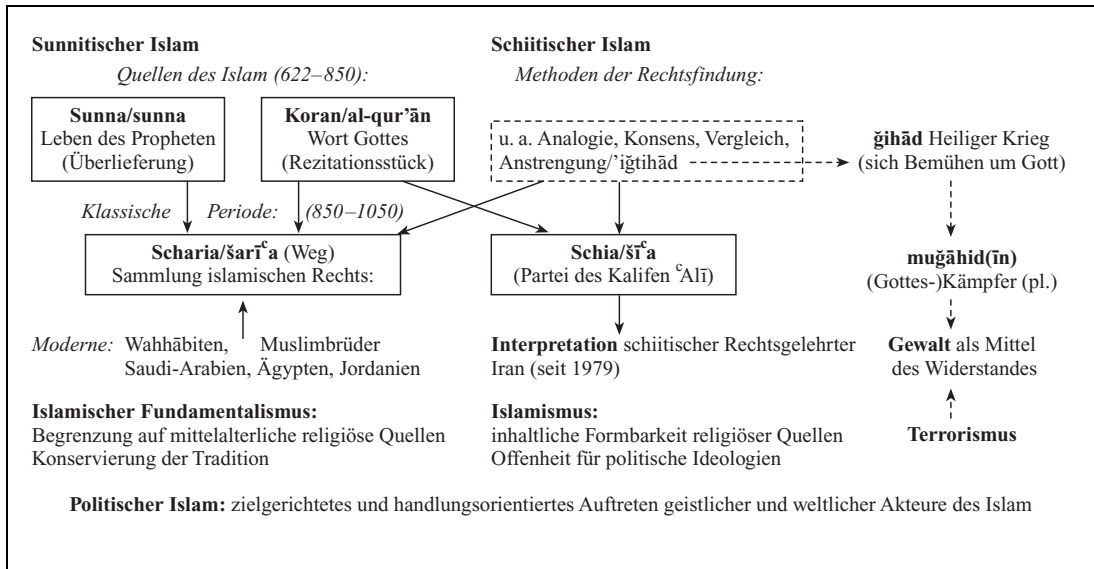 Sunnitischer Islam
Schiitischer Islam
Quellen des Islam (622–850):
Methoden der Rechtsfindung:
Sunna/sunna
Leben des Propheten
(Überlieferung)
Koran/al-qur’ān
Wort Gottes
(Rezitationsstück)
u. a. Analogie, Konsens, Vergleich,
Anstrengung/’iğtihād
ğihād Heiliger Krieg
(sich Bemühen um Gott)
Klassische Periode: (850–1050)
Scharia/šarīᶜa (Weg)
Sammlung islamischen Rechts:
Schia/šīᶜa
(Partei des Kalifen ᶜAlī)
muğāhid(īn)
(Gottes-)Kämpfer (pl.)
Moderne: Wahhābiten, Muslimbrüder
Saudi-Arabien, Ägypten, Jordanien
Interpretation schiitischer Rechtsgelehrter
Iran (seit 1979)
Gewalt als Mittel
des Widerstandes
Islamischer Fundamentalismus:
Begrenzung auf mittelalterliche religiöse Quellen
Konservierung der Tradition
Islamismus:
inhaltliche Formbarkeit religiöser Quellen
Offenheit für politische Ideologien
Terrorismus
Politischer Islam: zielgerichtetes und handlungsorientiertes Auftreten geistlicher und weltlicher Akteure des Islam